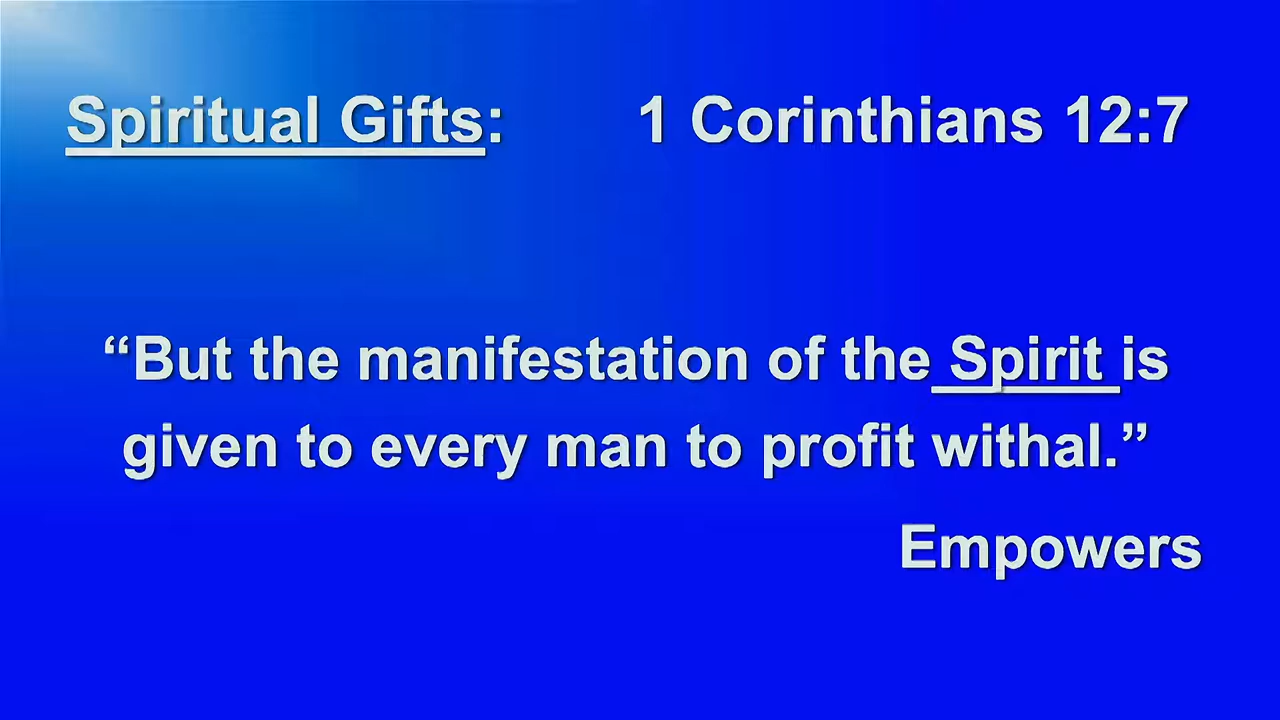 Spiritual Gifts: 1 Corinthians 12:7
“But the manifestation of the Spirit is
given to every man to profit withal.”
Empowers